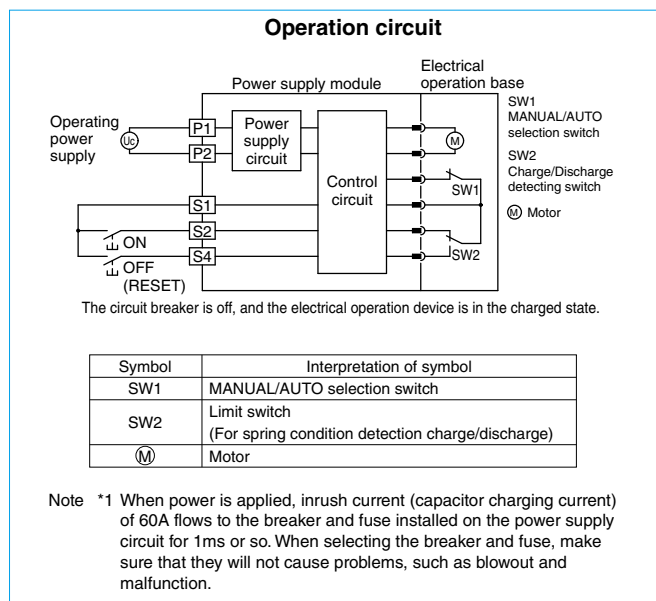 Operation circuit
Power supply module
Electrical
operation base
Operating
power
supply
Uc
P1
P2
Power
supply
circuit
Control
circuit
M
SW1
SW2
S1
S2
S4
ON
OFF
(RESET)
SW1
MANUAL/AUTO
selection switch
SW2
Charge/Discharge
detecting switch
M Motor
The circuit breaker is off, and the electrical operation device is in the charged state.
Symbol Interpretation of symbol
SW1 MANUAL/AUTO selection switch
SW2 Limit switch
(For spring condition detection charge/discharge)
M Motor
Note *1 When power is applied, inrush current (capacitor charging current)
of 60A flows to the breaker and fuse installed on the power supply
circuit for 1ms or so. When selecting the breaker and fuse, make
sure that they will not cause problems, such as blowout and
malfunction.